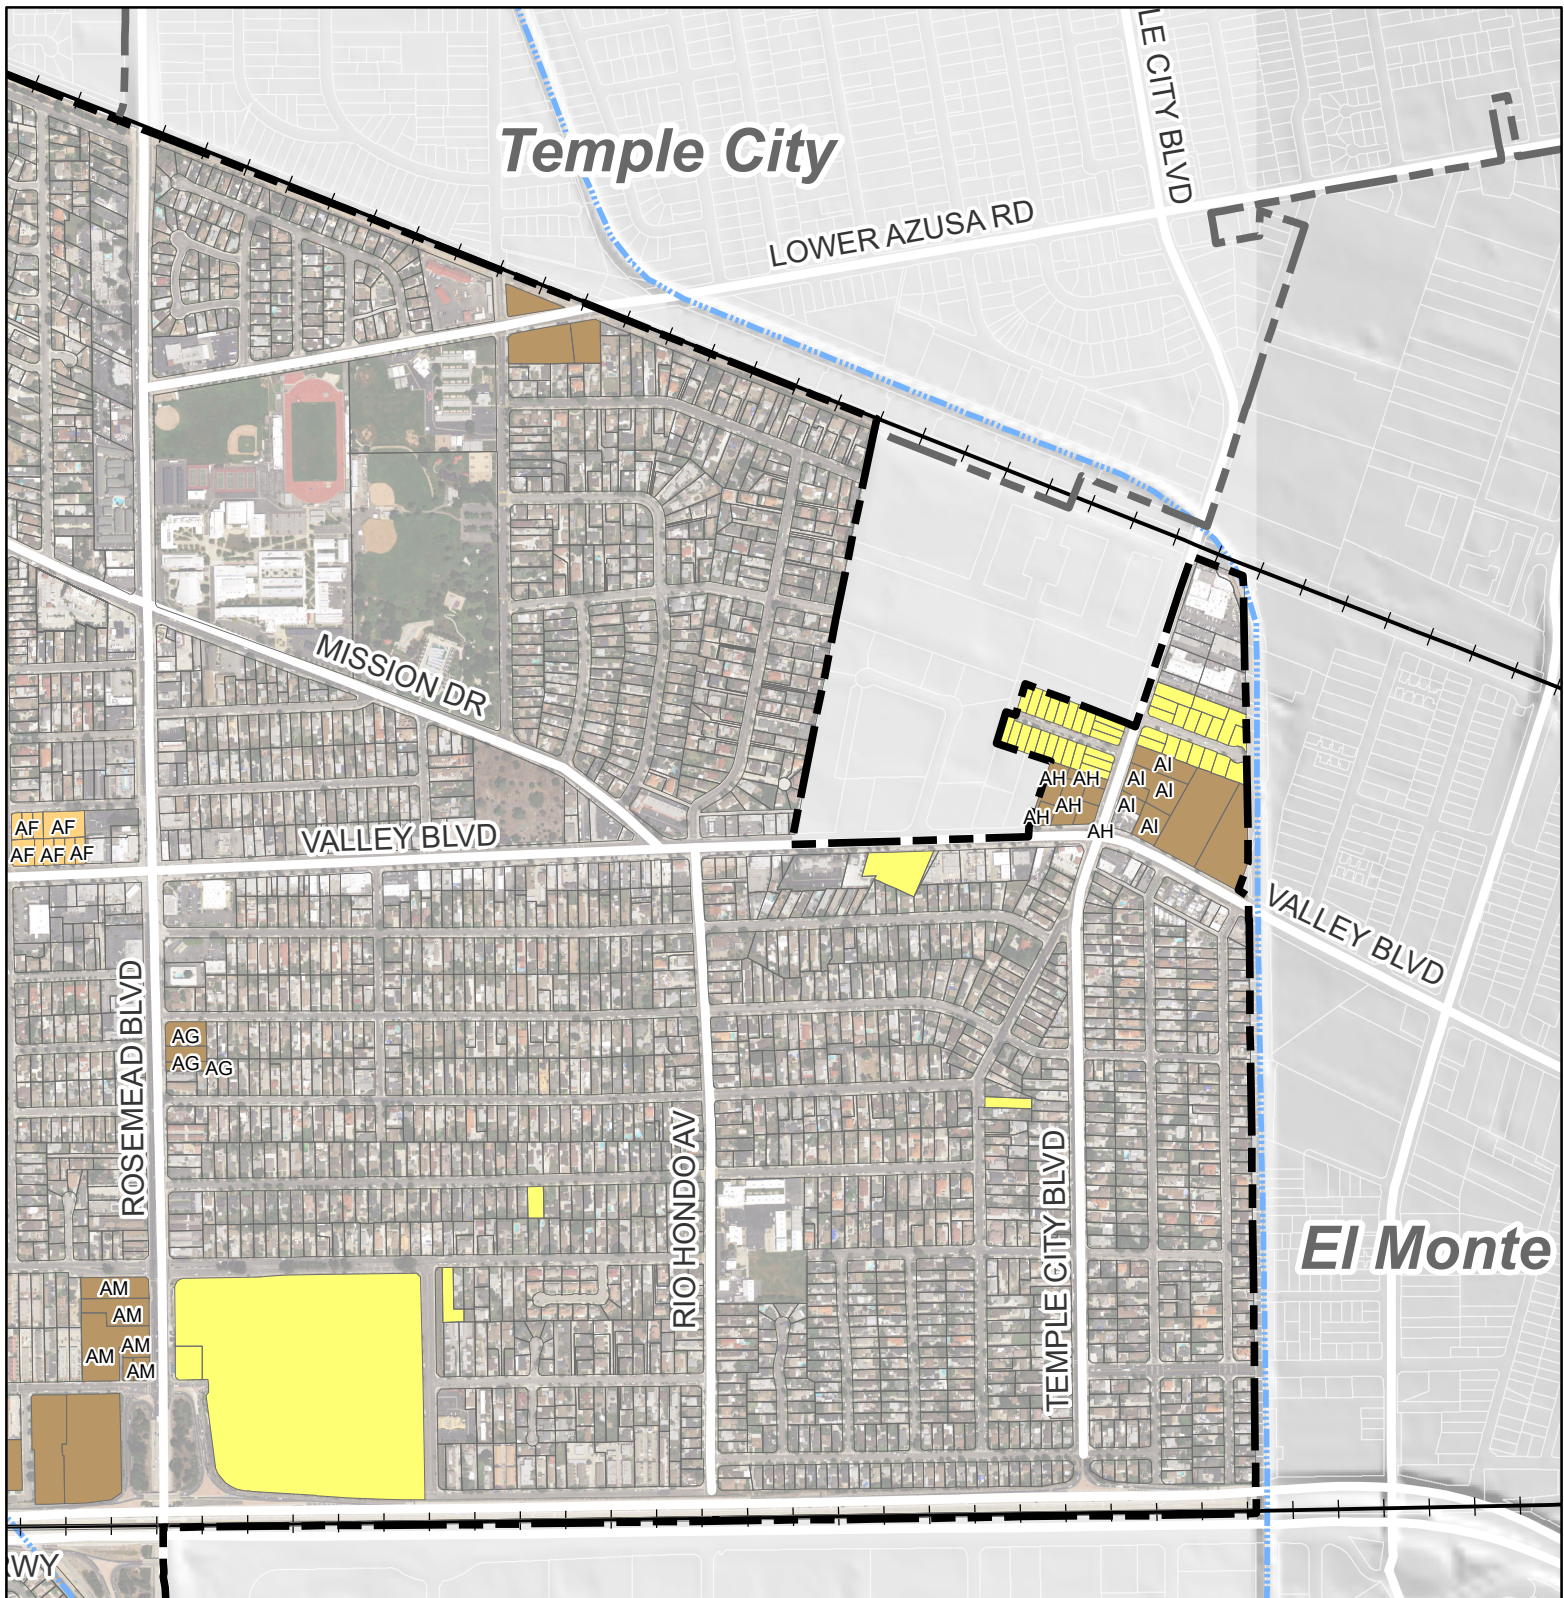 LE CITY BLVD
Temple City
LOWER AZUSA RD
MISSION DR
AH AH
AI
AI
AI
AH
AI
AH
AI
AH
VALLEY BLVD
AF AF
AF AF AF
VALLEY BLVD
ROSEMEAD BLVD
AG
AG AG
RIO HONDO AV
TEMPLE CITY BLVD
El Monte
AM
AM
AM
AM
AM
RWY